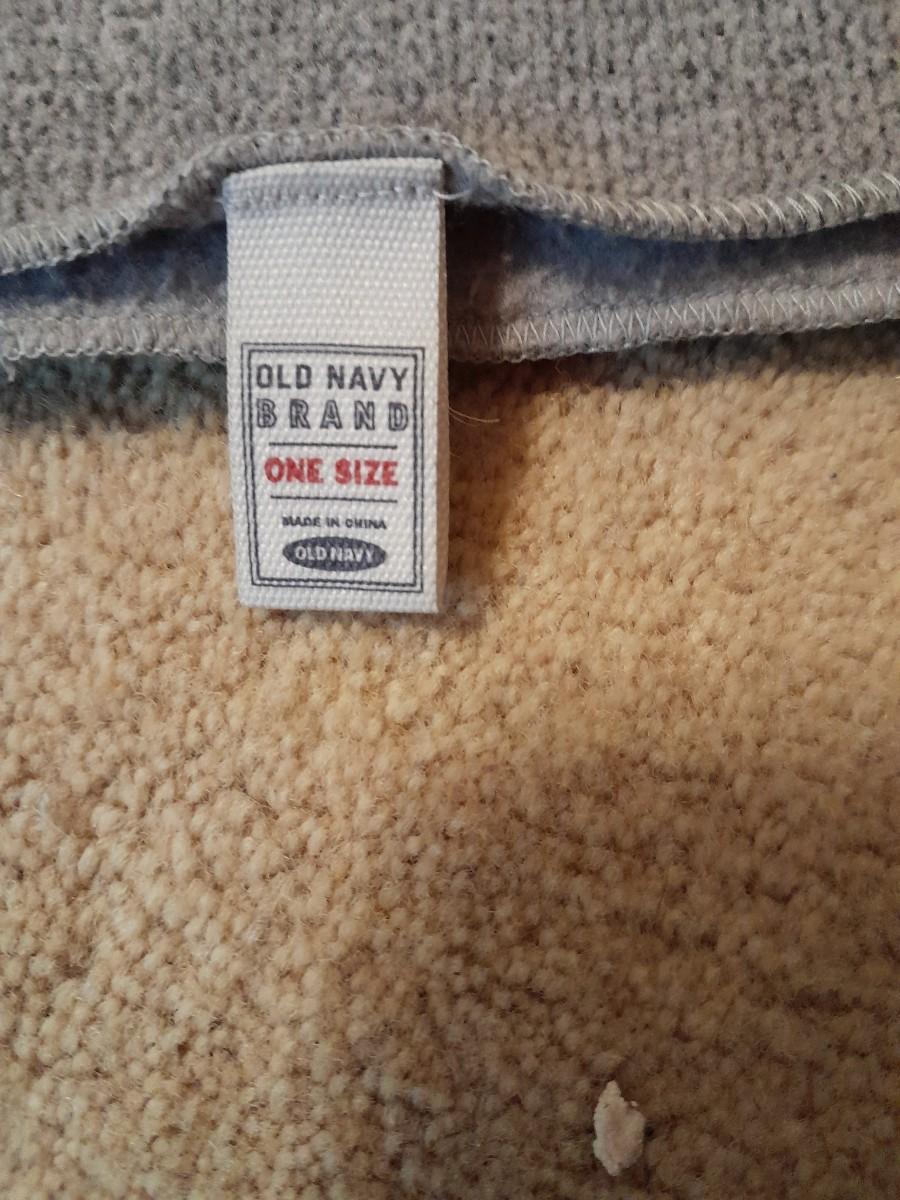 OLD NAVY
BRAND
ONE SIZE
MADE IN CHINA
OLD NAVY